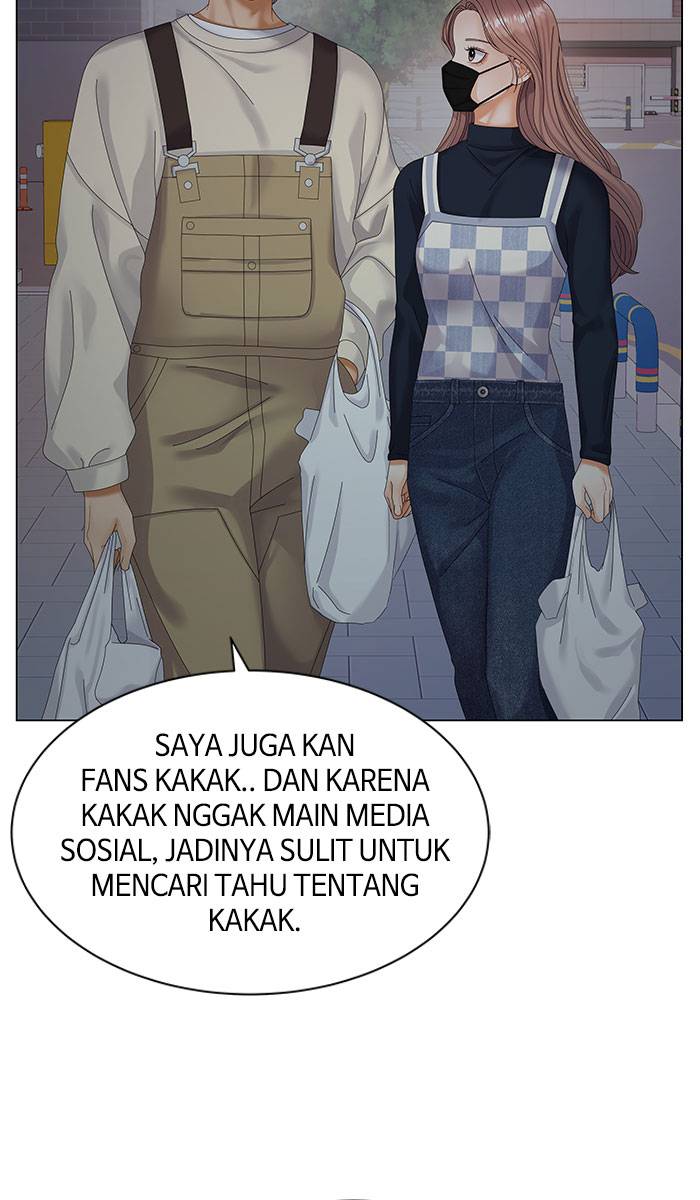 SAYA JUGA KAN
FANS KAKAK.. DAN KARENA
KAKAK NGGAK MAIN MEDIA
SOSIAL, JADINYA SULIT UNTUK
MENCARI TAHU TENTANG
KAKAK.